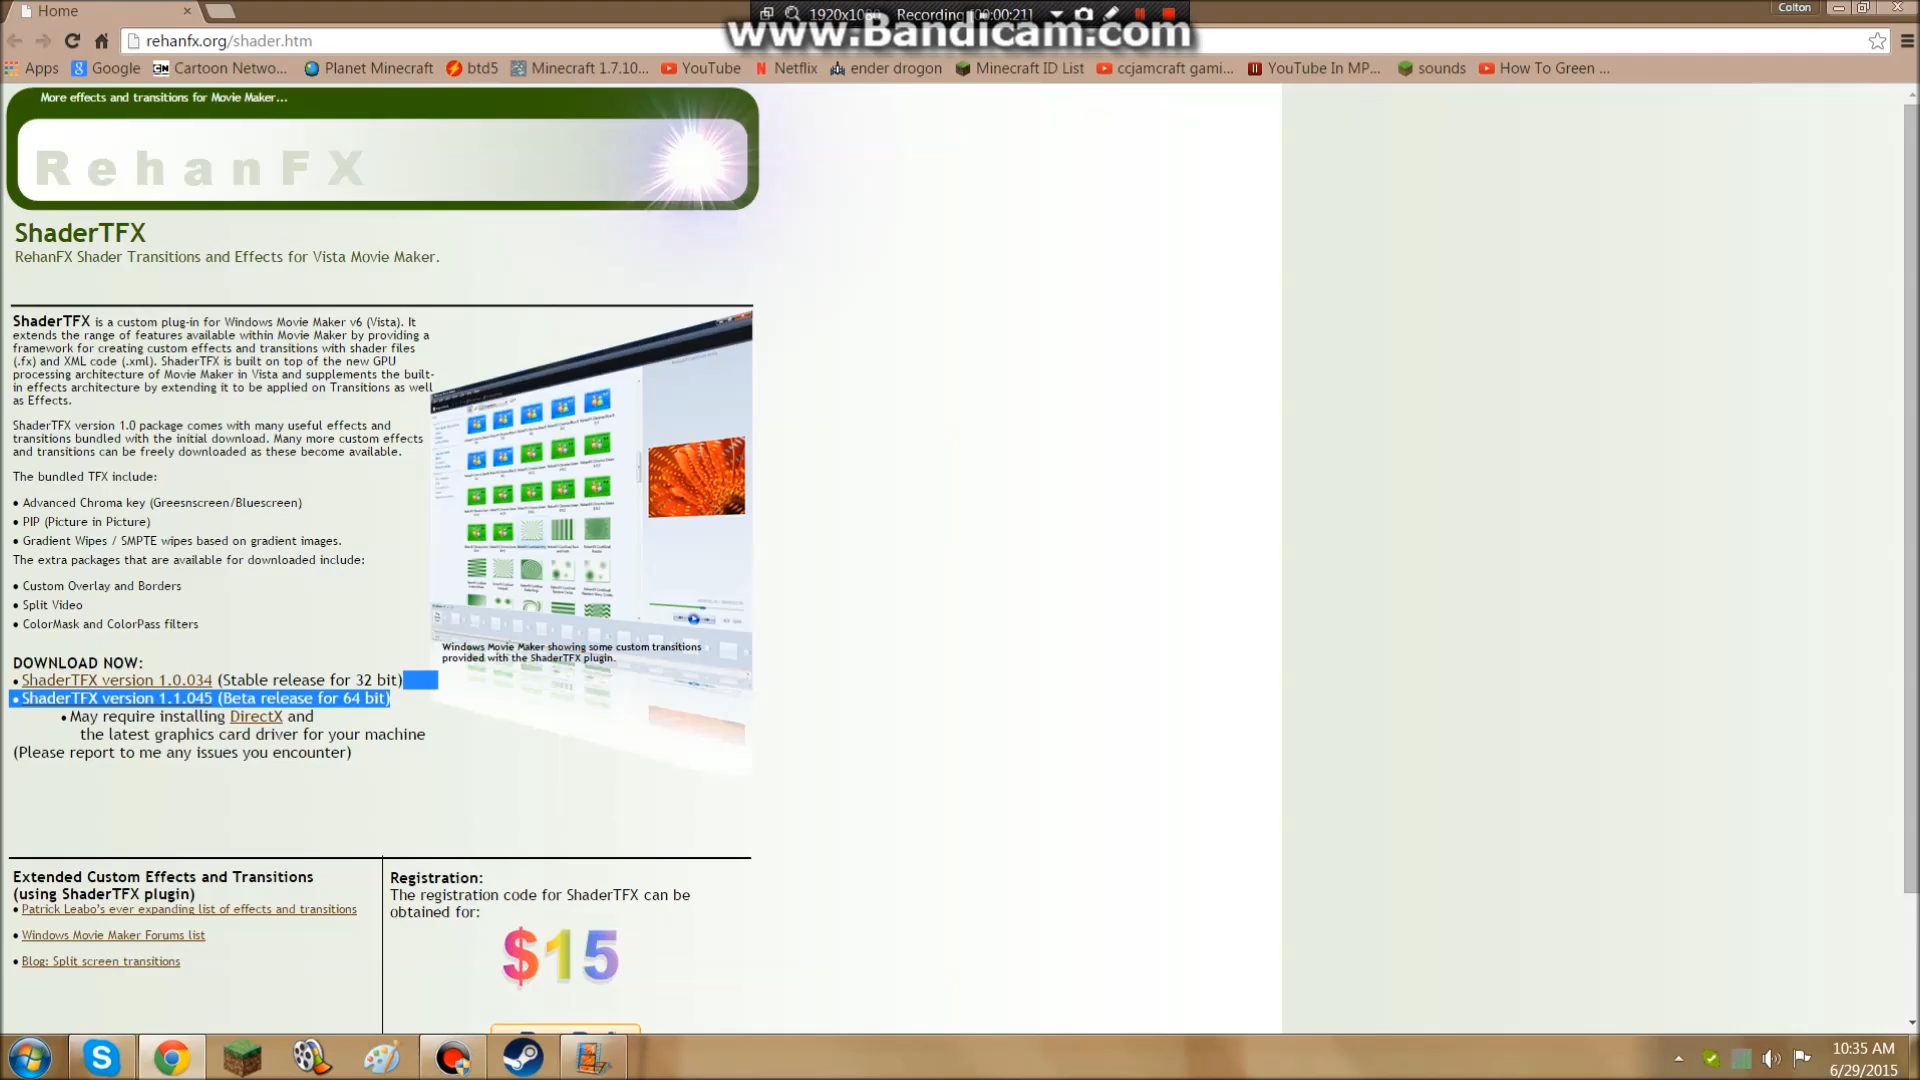 Home
1920x1080 Recording [00:00:21]
www.Bandicam.com
Colton
rehanfx.org/shader.htm
Apps Google Cartoon Netwo... Planet Minecraft btd5 Minecraft 1.7.10... YouTube Netflix ender drogon Minecraft ID List ccjamcraft gami... YouTube In MP... sounds How To Green ...
More effects and transitions for Movie Maker...
RehanFX
ShaderTFX
RehanFX Shader Transitions and Effects for Vista Movie Maker.
ShaderTFX is a custom plug-in for Windows Movie Maker v6 (Vista). It
extends the range of features available within Movie Maker by providing a
framework for creating custom effects and transitions with shader files
(.fx) and XML code (.xml). ShaderTFX is built on top of the new GPU
processing architecture of Movie Maker in Vista and supplements the built-
in effects architecture by extending it to be applied on Transitions as well
as Effects.
ShaderTFX version 1.0 package comes with many useful effects and
transitions bundled with the initial download. Many more custom effects
and transitions can be freely downloaded as these become available.
The bundled TFX include:
• Advanced Chroma key (Greensnscreen/Bluescreen)
• PIP (Picture in Picture)
• Gradient Wipes / SMPTE wipes based on gradient images.
The extra packages that are available for downloaded include:
• Custom Overlay and Borders
• Split Video
• ColorMask and ColorPass filters
Windows Movie Maker showing some custom transitions
provided with the ShaderTFX plugin.
DOWNLOAD NOW:
• ShaderTFX version 1.0.034 (Stable release for 32 bit)
• ShaderTFX version 1.1.045 (Beta release for 64 bit)
• May require installing DirectX and
the latest graphics card driver for your machine
(Please report to me any issues you encounter)
Extended Custom Effects and Transitions
(using ShaderTFX plugin)
• Patrick Leabo's ever expanding list of effects and transitions
• Windows Movie Maker Forums list
• Blog: Split screen transitions
Registration:
The registration code for ShaderTFX can be
obtained for:
$15
10:35 AM
6/29/2015